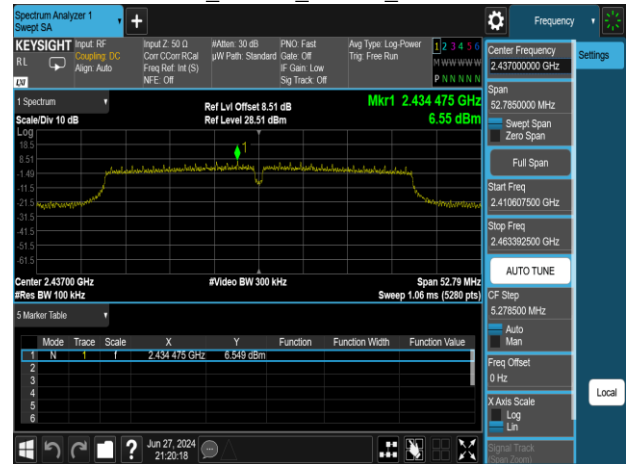 Spectrum Analyzer 1
Swept SA
Frequency
KEYSIGHT
RL
Input: RF
Coupling: DC
Align: Auto
Input Z: 50 Ω
Corr CCorr RCal
Freq Ref: Int (S)
NFE: Off
#Atten: 30 dB
µW Path: Standard
PNO: Fast
Gate: Off
IF Gain: Low
Sig Track: Off
Avg Type: Log-Power
Trig: Free Run
1 2 3 4 5 6
M W W W W W
P N N N N N
1 Spectrum
Scale/Div 10 dB
Ref Lvl Offset 8.51 dB
Ref Level 28.51 dBm
Mkr1 2.434 475 GHz
6.55 dBm
Log
18.5
8.51
-1.49
-11.5
-21.5
-31.5
-41.5
-51.5
-61.5
1
Center 2.43700 GHz
#Res BW 100 kHz
#Video BW 300 kHz
Span 52.79 MHz
Sweep 1.06 ms (5280 pts)
5 Marker Table
Mode Trace Scale X Y Function Function Width Function Value
1 N 1 f 2.434 475 GHz 6.549 dBm
2
3
4
5
6
Jun 27, 2024
21:20:18
Center Frequency
2.437000000 GHz
Settings
Span
52.7850000 MHz
Swept Span
Zero Span
Full Span
Start Freq
2.410607500 GHz
Stop Freq
2.463392500 GHz
AUTO TUNE
CF Step
5.278500 MHz
Auto
Man
Freq Offset
0 Hz
X Axis Scale
Log
Lin
Local
Signal Track
(Span Zoom)